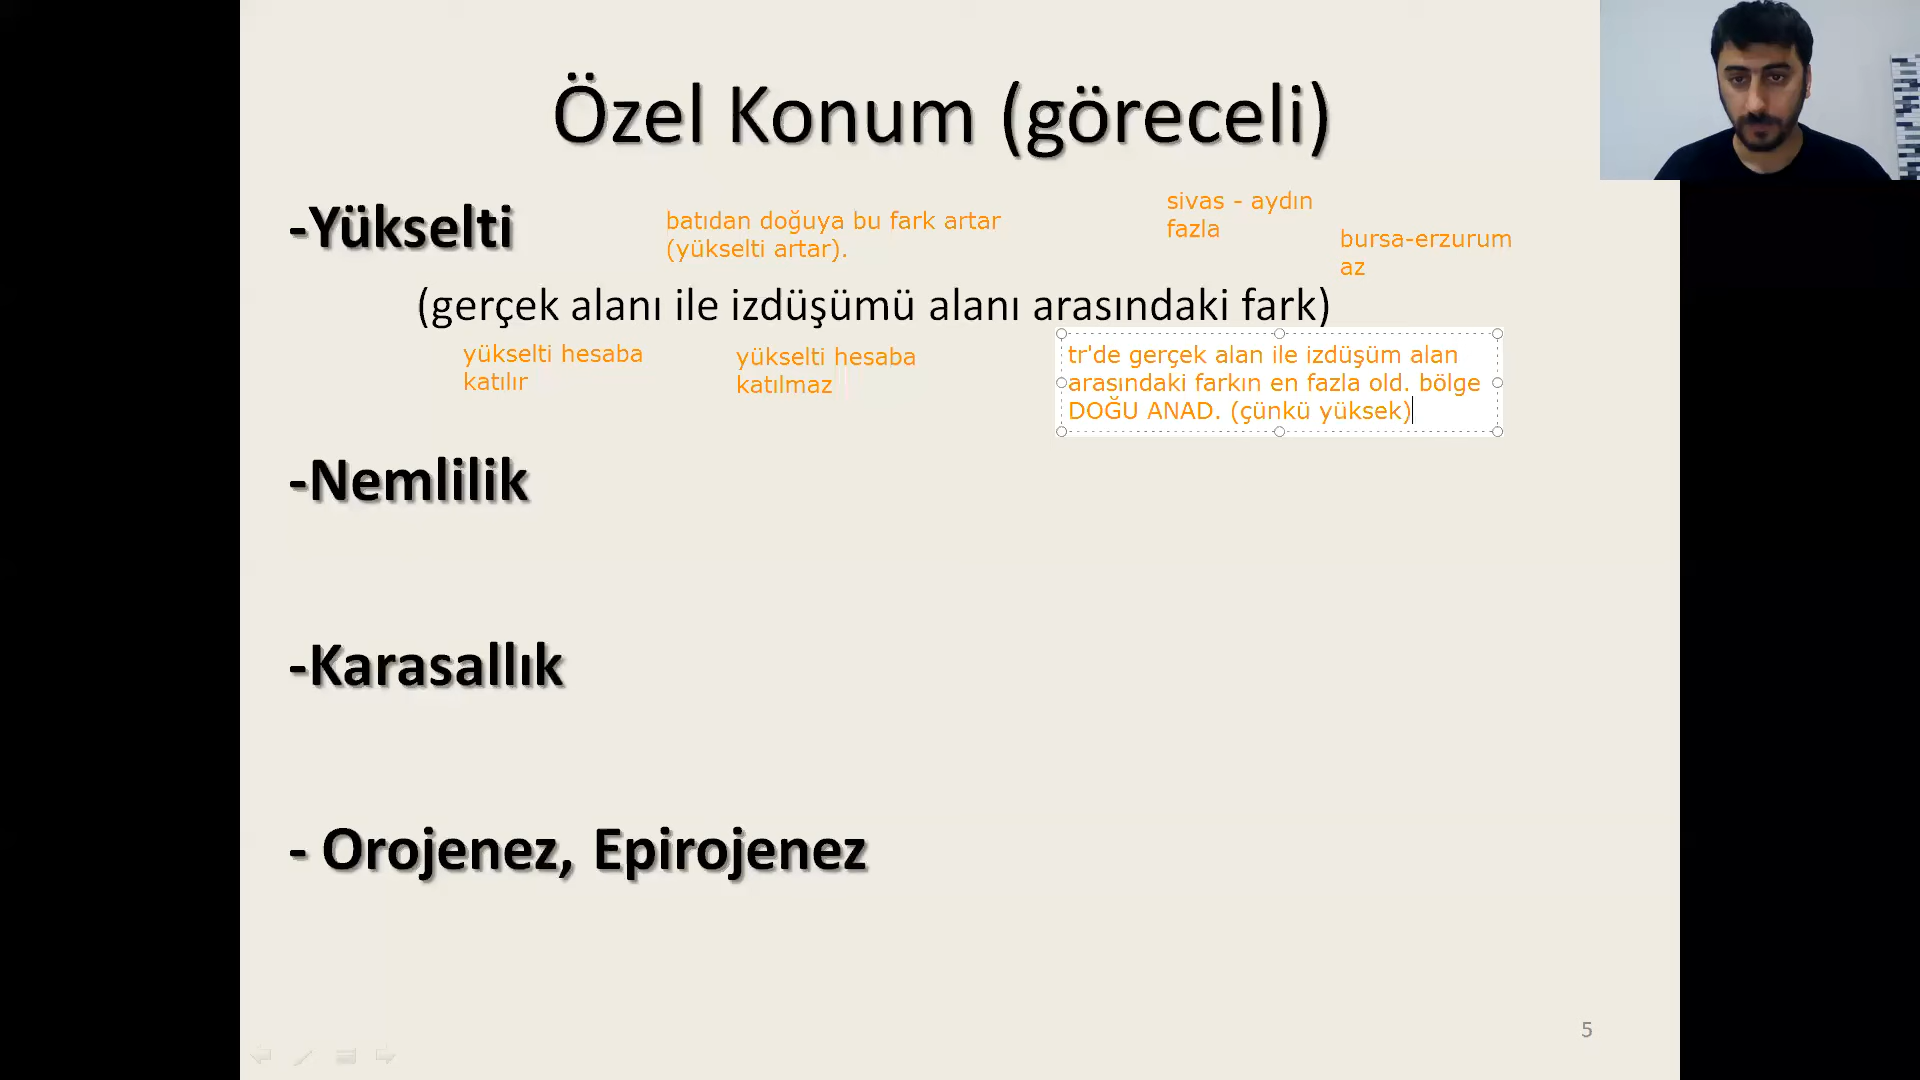 Özel Konum (göreceli)
-Yükselti
batıdan doğuya bu fark artar
(yükselti artar).
sivas - aydın
fazla
bursa-erzurum
az
(gerçek alanı ile izdüşümü alanı arasındaki fark)
yükselti hesaba
katılır
yükselti hesaba
katılmaz
tr'de gerçek alan ile izdüşüm alan
arasındaki farkın en fazla old. bölge
DOĞU ANAD. (çünkü yüksek)
-Nemlilik
-Karasallık
- Orojenez, Epirojenez
5